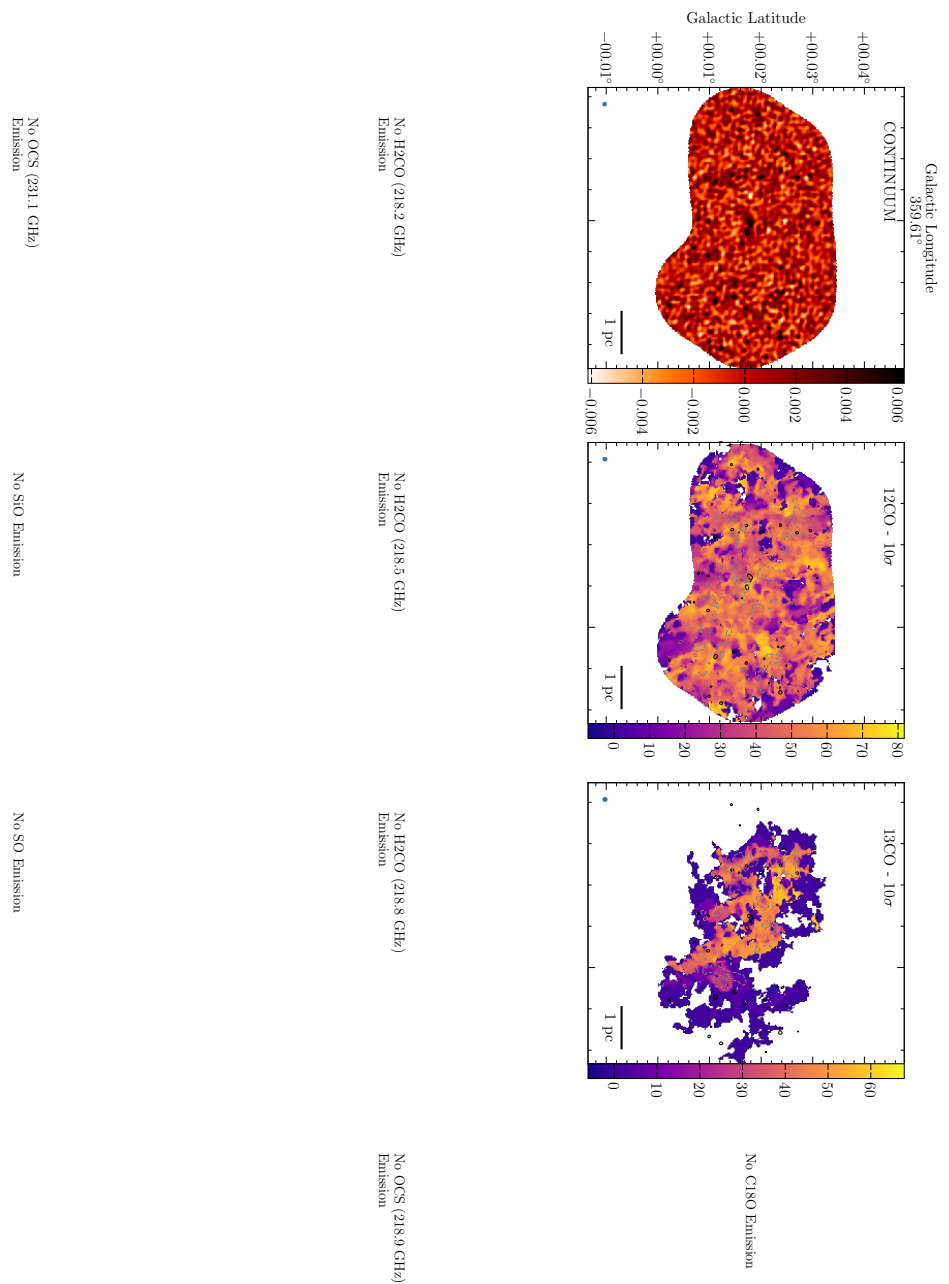 Galactic Longitude
359.61°
Galactic Latitude
+00.04°
+00.03°
+00.02°
+00.01°
+00.00°
−00.01°
CONTINUUM
1 pc
0.006
0.004
0.002
0.000
−0.002
−0.004
−0.006
12CO - 10σ
1 pc
80
70
60
50
40
30
20
10
0
13CO - 10σ
1 pc
60
50
40
30
20
10
0
No C18O Emission
No H2CO (218.2 GHz)
Emission
No H2CO (218.5 GHz)
Emission
No H2CO (218.8 GHz)
Emission
No OCS (218.9 GHz)
Emission
No OCS (231.1 GHz)
Emission
No SiO Emission
No SO Emission